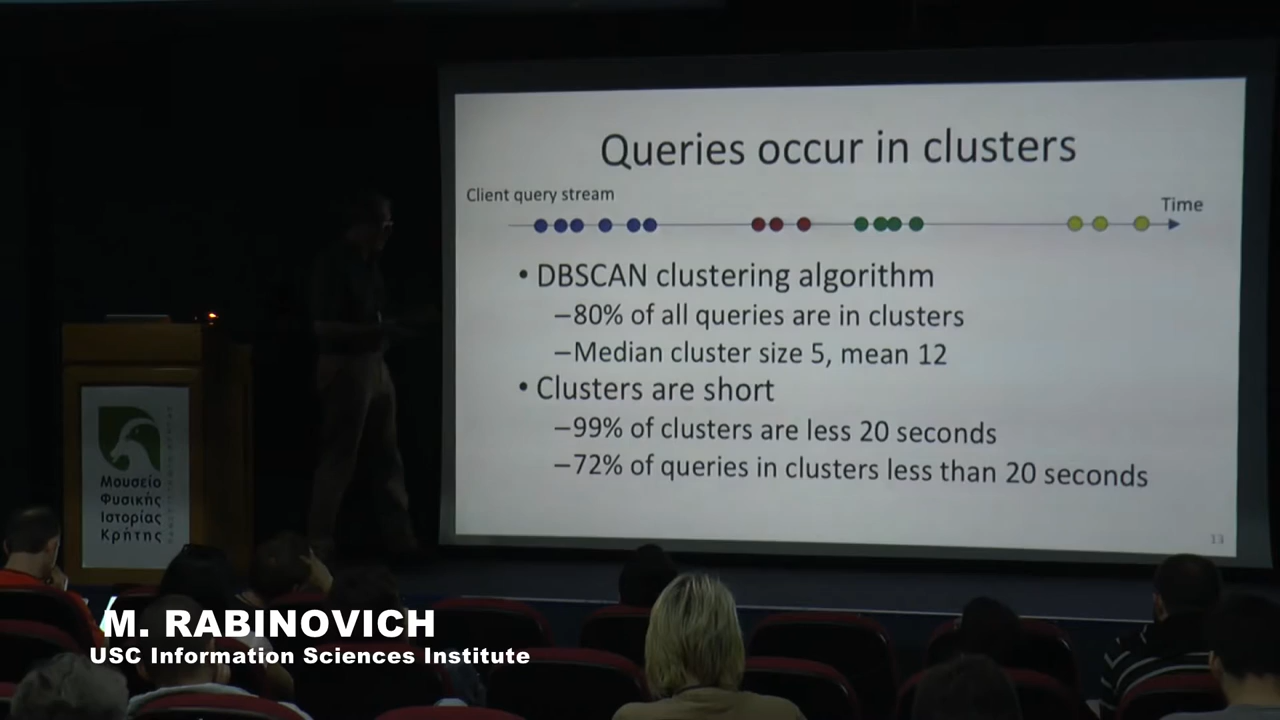 Queries occur in clusters
Client query stream
Time
• DBSCAN clustering algorithm
–80% of all queries are in clusters
–Median cluster size 5, mean 12
• Clusters are short
–99% of clusters are less 20 seconds
–72% of queries in clusters less than 20 seconds
13
Μουσείο
Φυσικής
Ιστορίας
Κρήτης
M. RABINOVICH
USC Information Sciences Institute